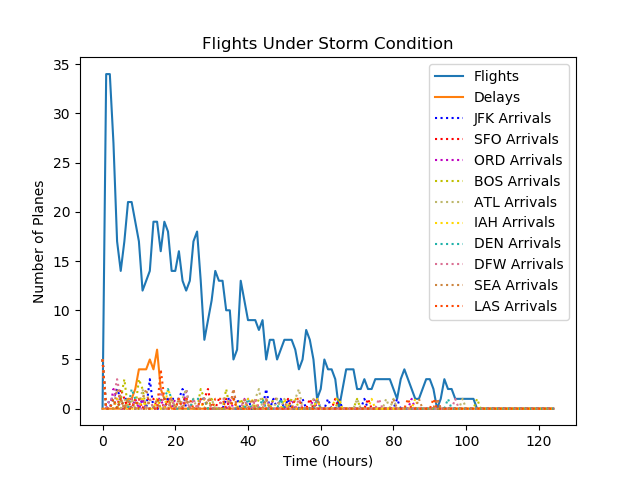 Flights Under Storm Condition
Number of Planes
35
30
25
20
15
10
5
0
Flights
Delays
JFK Arrivals
SFO Arrivals
ORD Arrivals
BOS Arrivals
ATL Arrivals
IAH Arrivals
DEN Arrivals
DFW Arrivals
SEA Arrivals
LAS Arrivals
0 20 40 60 80 100 120
Time (Hours)